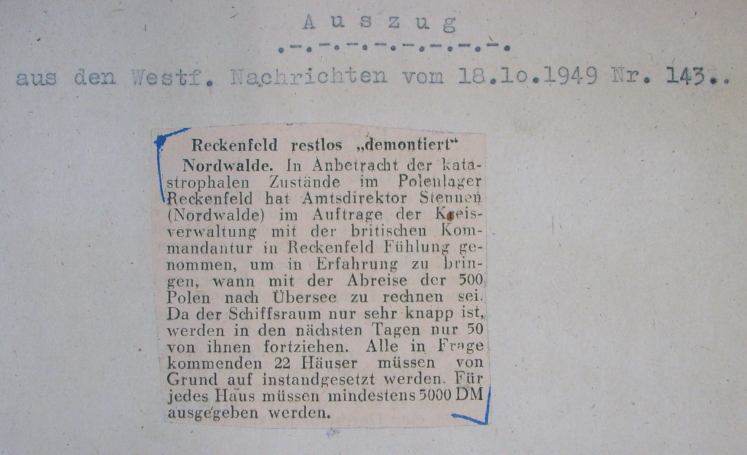 Auszug
aus den Westf. Nachrichten vom 18.10.1949 Nr. 143..
Reckenfeld restlos „demontiert“
Nordwalde. In Anbetracht der kata-
strophalen Zustände im Polenlager
Reckenfeld hat Amtsdirektor Stennen
(Nordwalde) im Auftrage der Kreis-
verwaltung mit der britischen Kom-
mandantur in Reckenfeld Fühlung ge-
nommen, um in Erfahrung zu brin-
gen, wann mit der Abreise der 500
Polen nach Übersee zu rechnen sei.
Da der Schiffsraum nur sehr knapp ist,
werden in den nächsten Tagen nur 50
von ihnen fortziehen. Alle in Frage
kommenden 22 Häuser müssen von
Grund auf instandgesetzt werden. Für
jedes Haus müssen mindestens 5000 DM
ausgegeben werden.